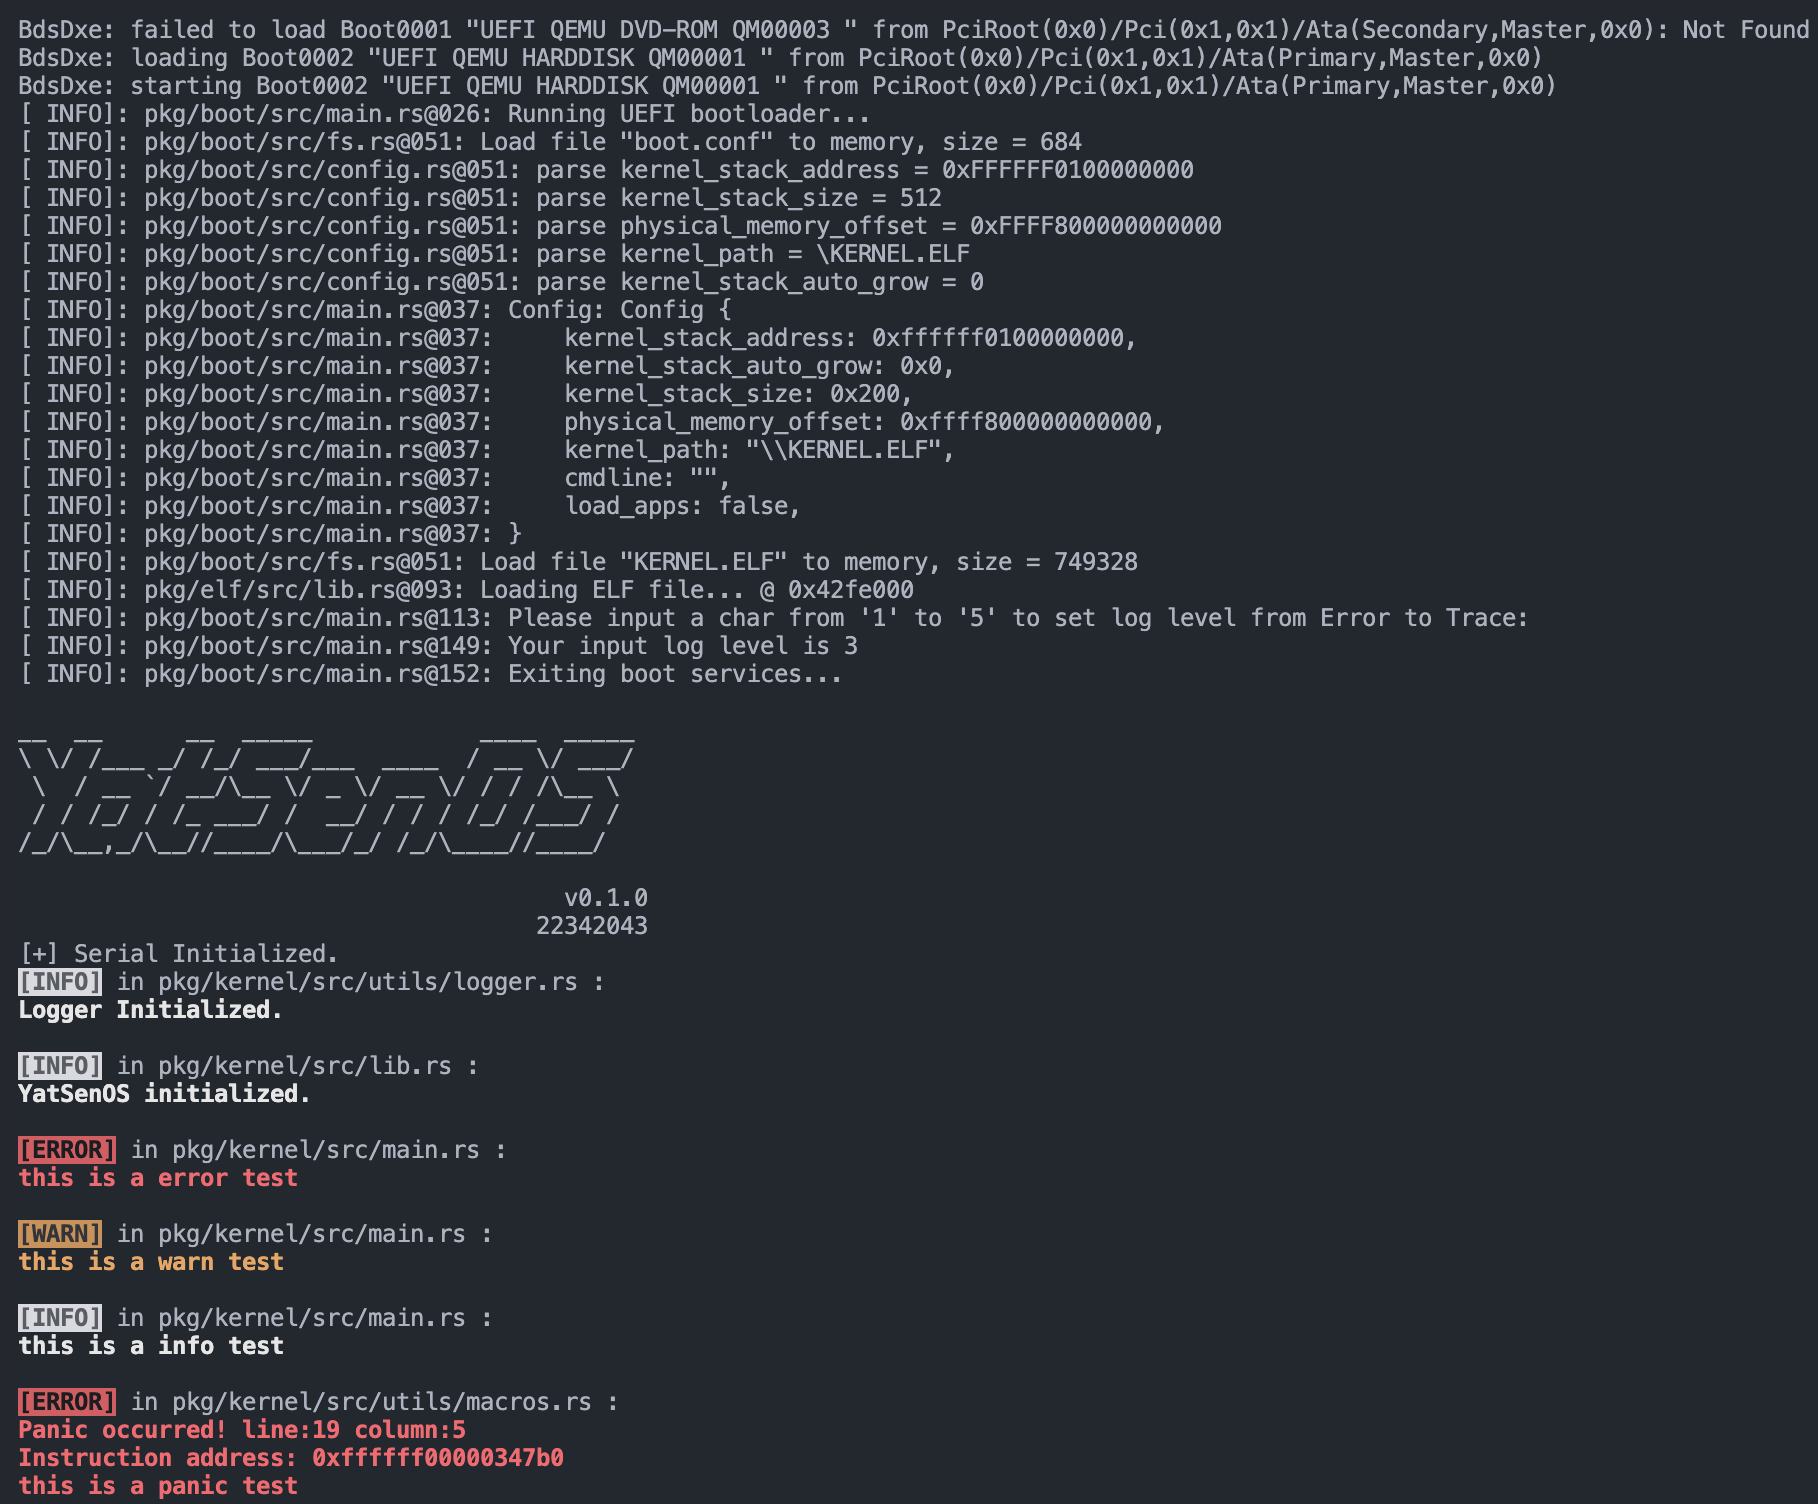 BdsDxe: failed to load Boot0001 "UEFI QEMU DVD-ROM QM00003 " from PciRoot(0x0)/Pci(0x1,0x1)/Ata(Secondary,Master,0x0): Not Found
BdsDxe: loading Boot0002 "UEFI QEMU HARDDISK QM00001 " from PciRoot(0x0)/Pci(0x1,0x1)/Ata(Primary,Master,0x0)
BdsDxe: starting Boot0002 "UEFI QEMU HARDDISK QM00001 " from PciRoot(0x0)/Pci(0x1,0x1)/Ata(Primary,Master,0x0)
[ INFO]: pkg/boot/src/main.rs@026: Running UEFI bootloader...
[ INFO]: pkg/boot/src/fs.rs@051: Load file "boot.conf" to memory, size = 684
[ INFO]: pkg/boot/src/config.rs@051: parse kernel_stack_address = 0xFFFFFF0100000000
[ INFO]: pkg/boot/src/config.rs@051: parse kernel_stack_size = 512
[ INFO]: pkg/boot/src/config.rs@051: parse physical_memory_offset = 0xFFFF800000000000
[ INFO]: pkg/boot/src/config.rs@051: parse kernel_path = \KERNEL.ELF
[ INFO]: pkg/boot/src/config.rs@051: parse kernel_stack_auto_grow = 0
[ INFO]: pkg/boot/src/main.rs@037: Config: Config {
[ INFO]: pkg/boot/src/main.rs@037:     kernel_stack_address: 0xffffff0100000000,
[ INFO]: pkg/boot/src/main.rs@037:     kernel_stack_auto_grow: 0x0,
[ INFO]: pkg/boot/src/main.rs@037:     kernel_stack_size: 0x200,
[ INFO]: pkg/boot/src/main.rs@037:     physical_memory_offset: 0xffff800000000000,
[ INFO]: pkg/boot/src/main.rs@037:     kernel_path: "\\KERNEL.ELF",
[ INFO]: pkg/boot/src/main.rs@037:     cmdline: "",
[ INFO]: pkg/boot/src/main.rs@037:     load_apps: false,
[ INFO]: pkg/boot/src/main.rs@037: }
[ INFO]: pkg/boot/src/fs.rs@051: Load file "KERNEL.ELF" to memory, size = 749328
[ INFO]: pkg/elf/src/lib.rs@093: Loading ELF file... @ 0x42fe000
[ INFO]: pkg/boot/src/main.rs@113: Please input a char from '1' to '5' to set log level from Error to Trace:
[ INFO]: pkg/boot/src/main.rs@149: Your input log level is 3
[ INFO]: pkg/boot/src/main.rs@152: Exiting boot services...
YatSenOS
v0.1.0
22342043
[+] Serial Initialized.
[INFO] in pkg/kernel/src/utils/logger.rs :
Logger Initialized.
[INFO] in pkg/kernel/src/lib.rs :
YatSenOS initialized.
[ERROR] in pkg/kernel/src/main.rs :
this is a error test
[WARN] in pkg/kernel/src/main.rs :
this is a warn test
[INFO] in pkg/kernel/src/main.rs :
this is a info test
[ERROR] in pkg/kernel/src/utils/macros.rs :
Panic occurred! line:19 column:5
Instruction address: 0xffffff00000347b0
this is a panic test